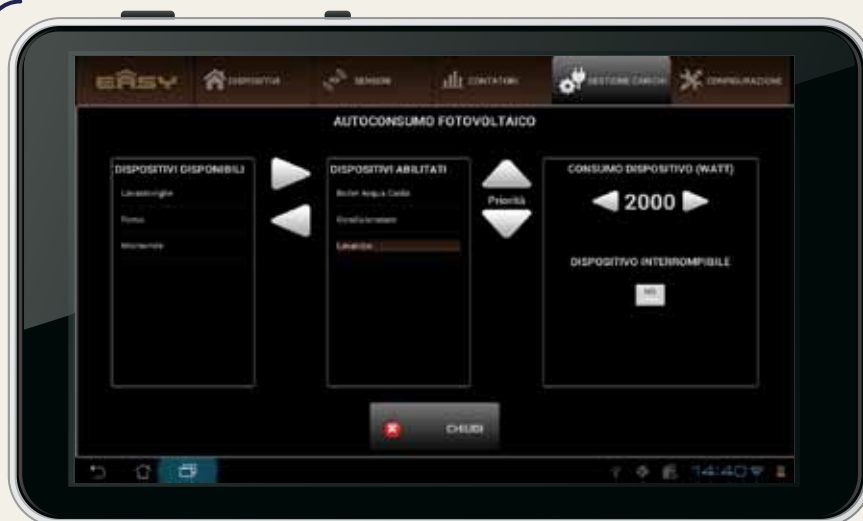 EASY
DISPOSITIVI
SENSORI
CONTATORI
GESTIONE CARICHI
CONFIGURAZIONE
AUTOCONSUMO FOTOVOLTAICO
DISPOSITIVI DISPONIBILI
Lavastoviglie
Forno
Microonde
DISPOSITIVI ABILITATI
Boiler Acqua Calda
Condizionatore
Lavatrice
Priorità
CONSUMO DISPOSITIVO (WATT)
2000
DISPOSITIVO INTERROMPIBILE
NO
CHIUDI
14:40